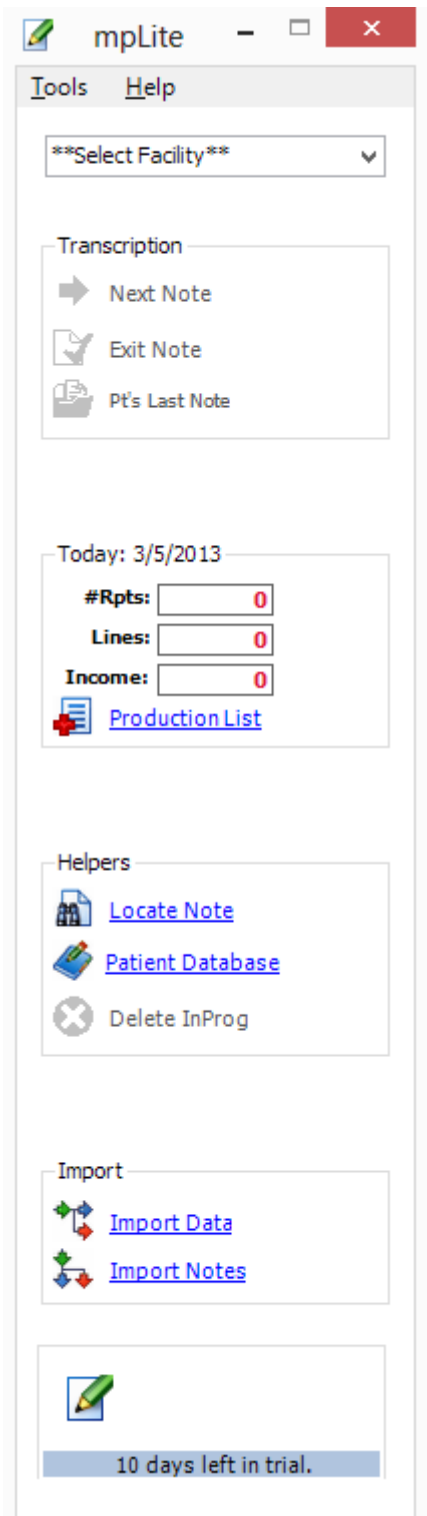 mpLite
Tools Help
**Select Facility**
Transcription
Next Note
Exit Note
Pt's Last Note
Today: 3/5/2013
#Rpts: 0
Lines: 0
Income: 0
Production List
Helpers
Locate Note
Patient Database
Delete InProg
Import
Import Data
Import Notes
10 days left in trial.